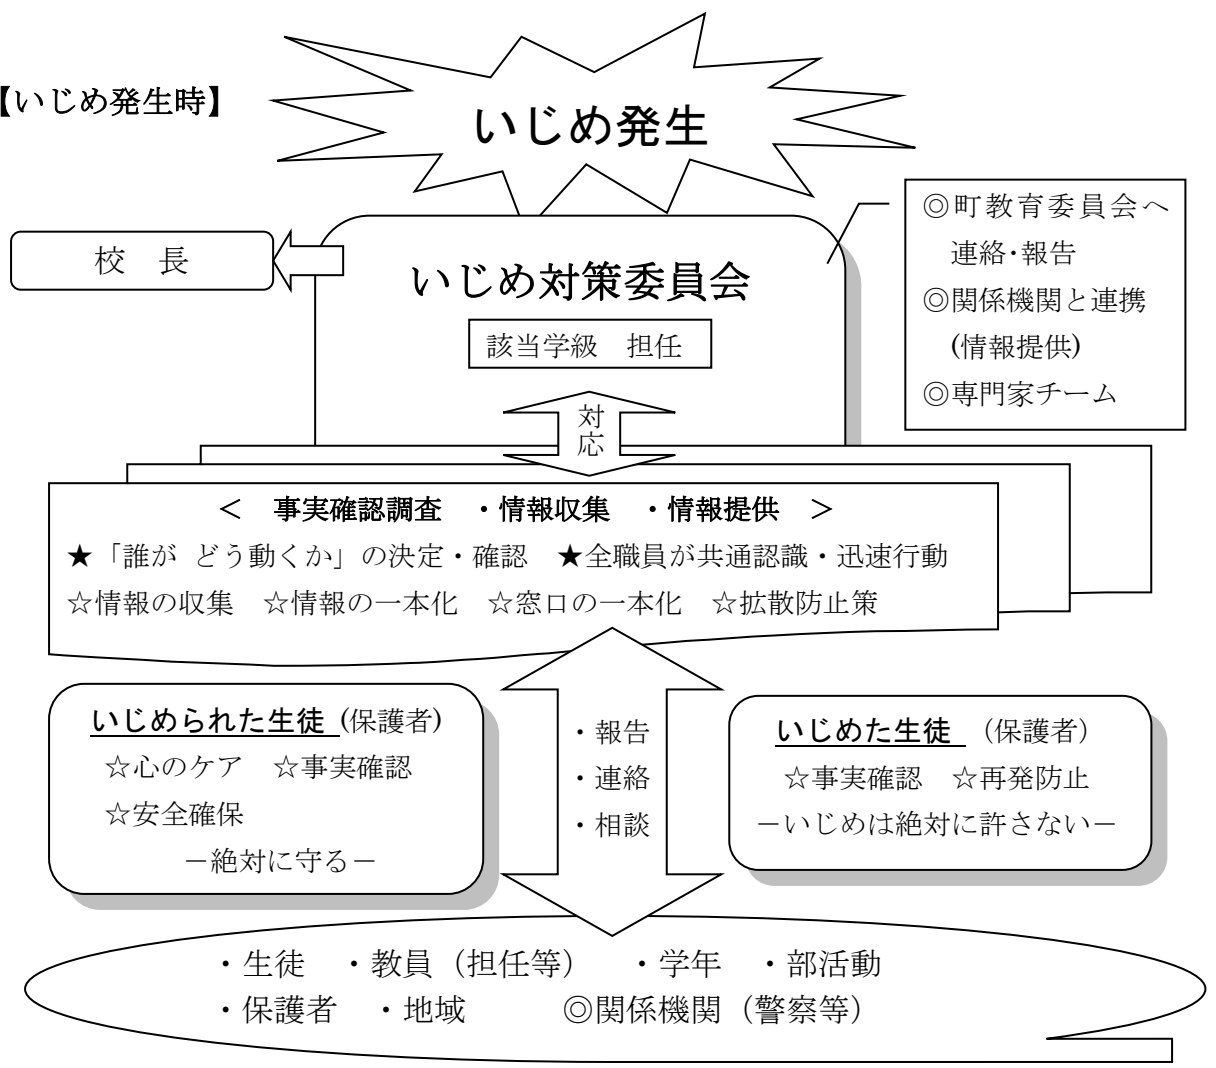 【いじめ発生時】
いじめ発生
校　長
いじめ対策委員会
該当学級　担任
◎町教育委員会へ
連絡・報告
◎関係機関と連携
(情報提供)
◎専門家チーム
対応
＜　事実確認調査　・情報収集　・情報提供　＞
★「誰が どう動くか」の決定・確認　★全職員が共通認識・迅速行動
☆情報の収集　☆情報の一本化　☆窓口の一本化　☆拡散防止策
いじめられた生徒 (保護者)
☆心のケア　☆事実確認
☆安全確保
－絶対に守る－
・報告
・連絡
・相談
いじめた生徒　（保護者）
☆事実確認　☆再発防止
－いじめは絶対に許さない－
・生徒　・教員（担任等）　・学年　・部活動
・保護者　・地域　　　◎関係機関（警察等）